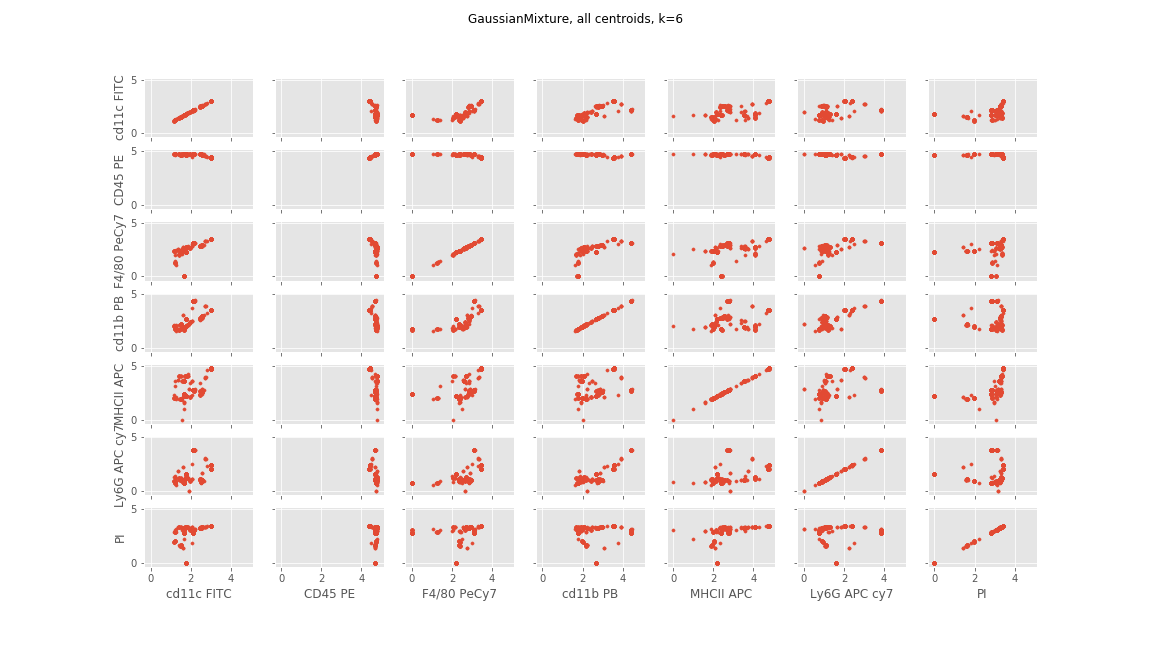 GaussianMixture, all centroids, k=6
5
0
cd11c FITC
5
0
CD45 PE
5
0
F4/80 PeCy7
5
0
cd11b PB
5
0
MHCII APC
5
0
Ly6G APC cy7
5
0
PI
0 2 4 0 2 4 0 2 4 0 2 4 0 2 4 0 2 4 0 2 4
cd11c FITC CD45 PE F4/80 PeCy7 cd11b PB MHCII APC Ly6G APC cy7 PI